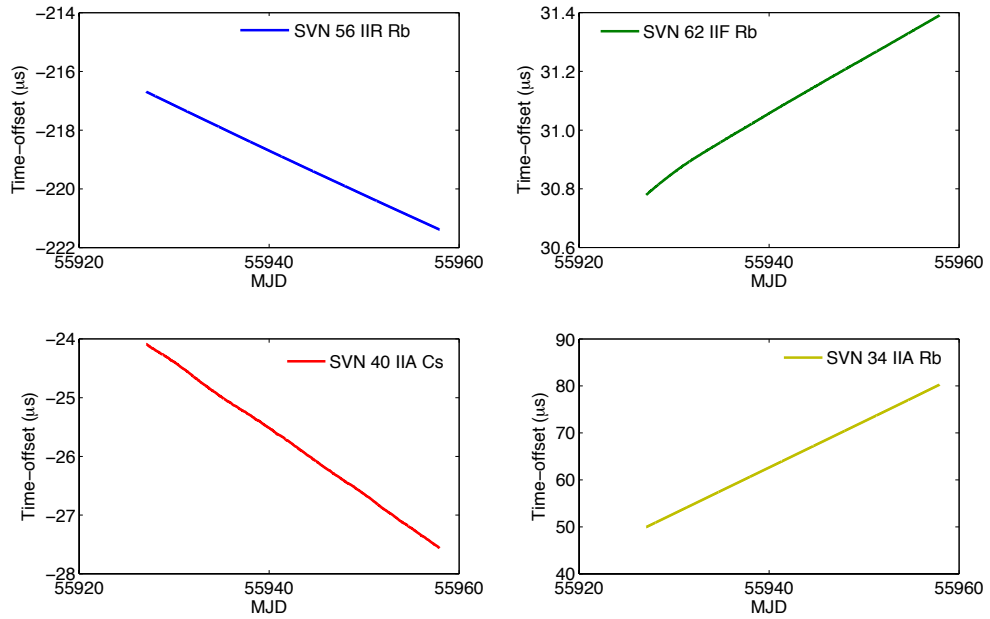 −214
−216
−218
−220
−222
Time−offset (μs)
SVN 56 IIR Rb
55920
55940
55960
MJD
31.4
31.2
31.0
30.8
30.6
Time−offset (μs)
SVN 62 IIF Rb
55920
55940
55960
MJD
−24
−25
−26
−27
−28
Time−offset (μs)
SVN 40 IIA Cs
55920
55940
55960
MJD
90
80
70
60
50
40
Time−offset (μs)
SVN 34 IIA Rb
55920
55940
55960
MJD